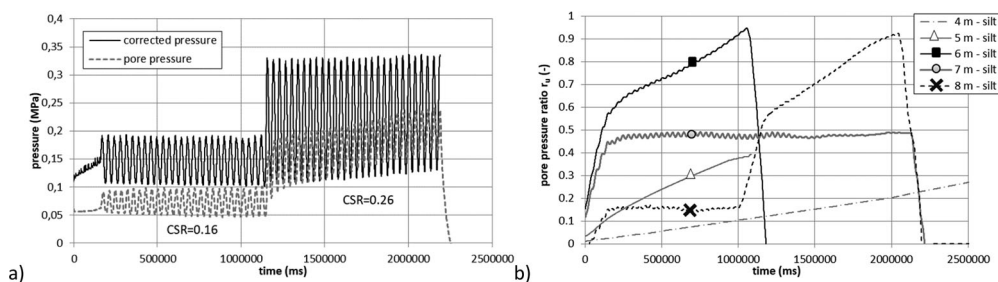 0,4
0,35
0,3
0,25
0,2
0,15
0,1
0,05
0
pressure (MPa)
corrected pressure
pore pressure
CSR=0.16
CSR=0.26
0 500000 1000000 1500000 2000000 2500000
time (ms)
a)
1
0.9
0.8
0.7
0.6
0.5
0.4
0.3
0.2
0.1
0
pore pressure ratio ru (-)
4 m - silt
5 m - silt
6 m - silt
7 m - silt
8 m - silt
0 500000 1000000 1500000 2000000 2500000
time (ms)
b)